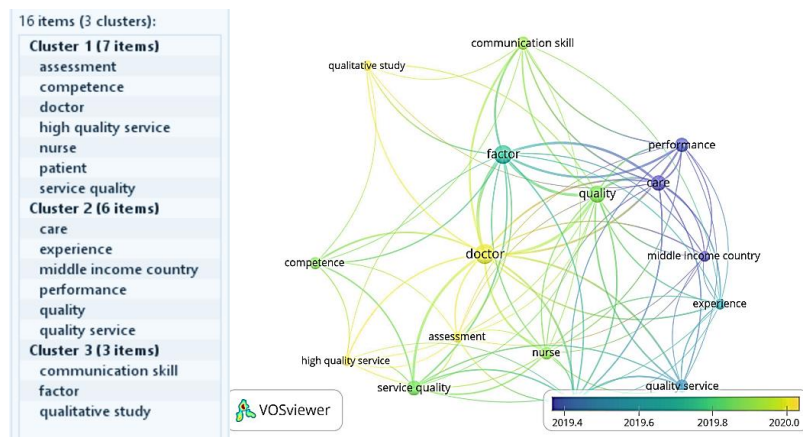 16 items (3 clusters):
Cluster 1 (7 items)
assessment
competence
doctor
high quality service
nurse
patient
service quality
Cluster 2 (6 items)
care
experience
middle income country
performance
quality
quality service
Cluster 3 (3 items)
communication skill
factor
qualitative study
communication skill
qualitative study
performance
factor
care
quality
doctor
middle income country
competence
experience
assessment
nurse
high quality service
service quality
quality service
VOSviewer
2019.4 2019.6 2019.8 2020.0